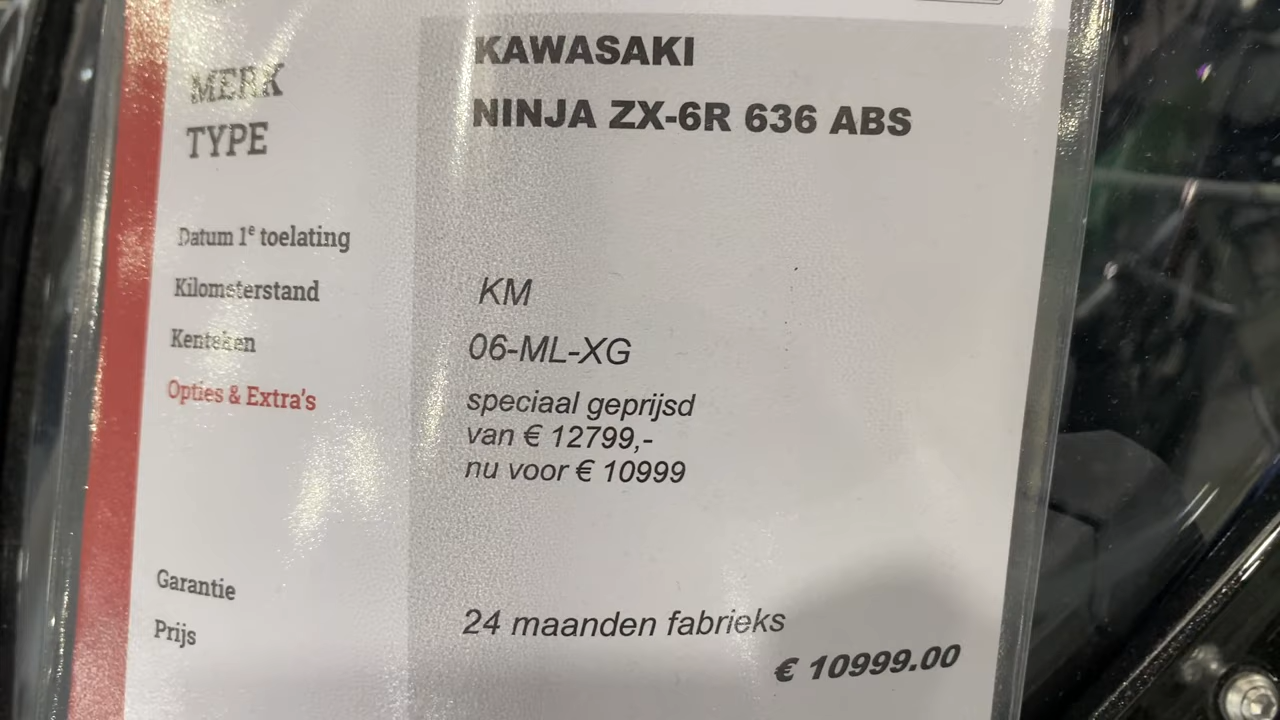 MERK KAWASAKI
TYPE NINJA ZX-6R 636 ABS
Datum 1e toelating
Kilometerstand KM
Kenteken 06-ML-XG
Opties & Extra's speciaal geprijsd
van € 12799,-
nu voor € 10999
Garantie 24 maanden fabrieks
Prijs € 10999.00